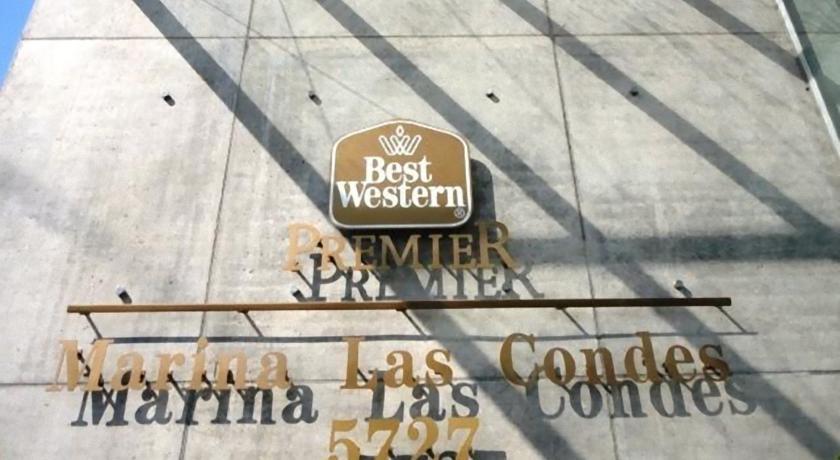 Best
Western®
PREMIER
Marina Las Condes
5727